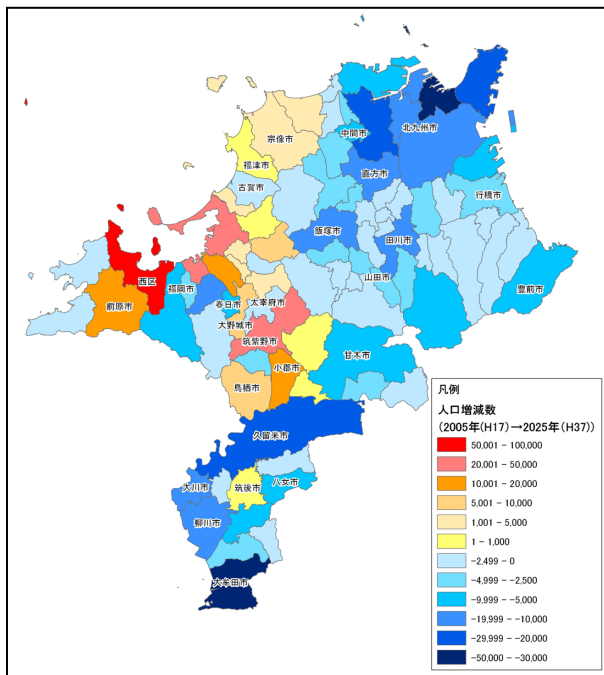 宗像市
中間市
北九州市
福津市
直方市
古賀市
行橋市
飯塚市
田川市
西区
福岡市
山田市
前原市
春日市
太宰府市
豊前市
大野城市
筑紫野市
甘木市
小郡市
鳥栖市
久留米市
大川市
筑後市
八女市
柳川市
大牟田市
凡例
人口増減数
(2005年(H17)→2025年(H37))
50,001 - 100,000
20,001 - 50,000
10,001 - 20,000
5,001 - 10,000
1,001 - 5,000
1 - 1,000
-2,499 - 0
-4,999 - -2,500
-9,999 - -5,000
-19,999 - -10,000
-29,999 - -20,000
-50,000 - -30,000